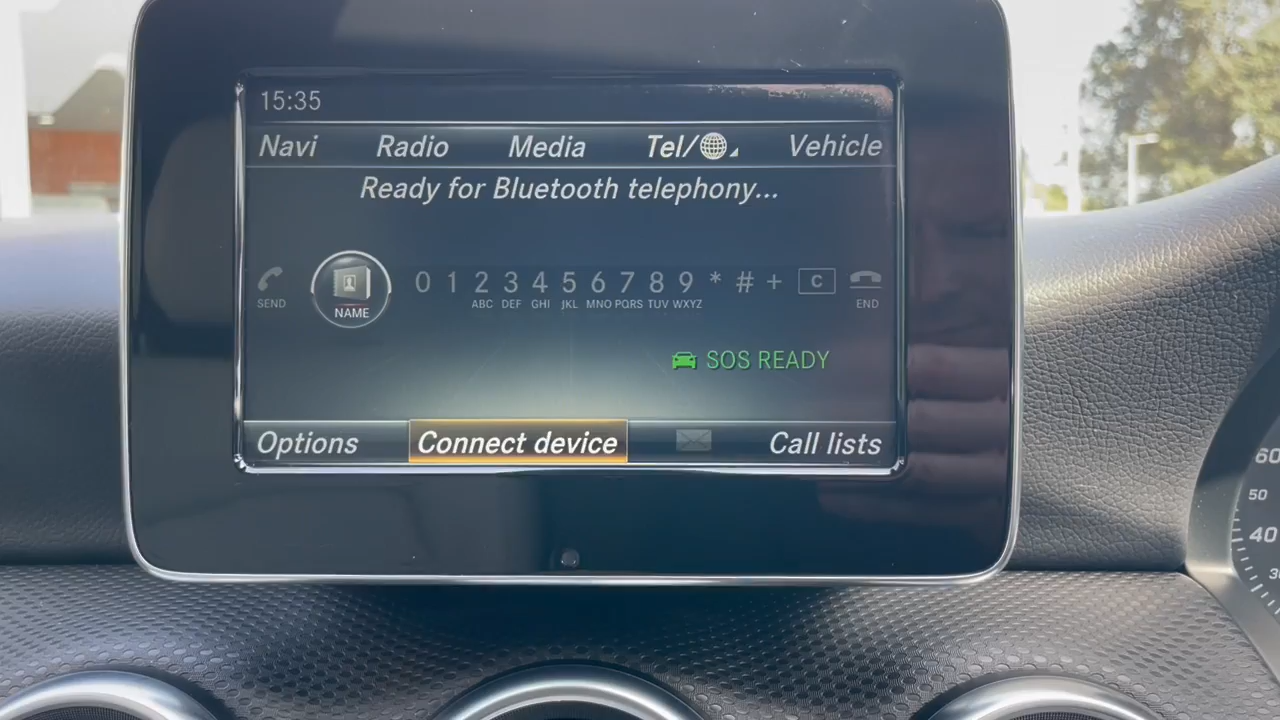 15:35
Navi Radio Media Tel/ Vehicle
Ready for Bluetooth telephony...
SEND NAME 0 1 2 3 4 5 6 7 8 9 * # + C END
ABC DEF GHI JKL MNO PQRS TUV WXYZ
SOS READY
Options Connect device Call lists
60
50
40